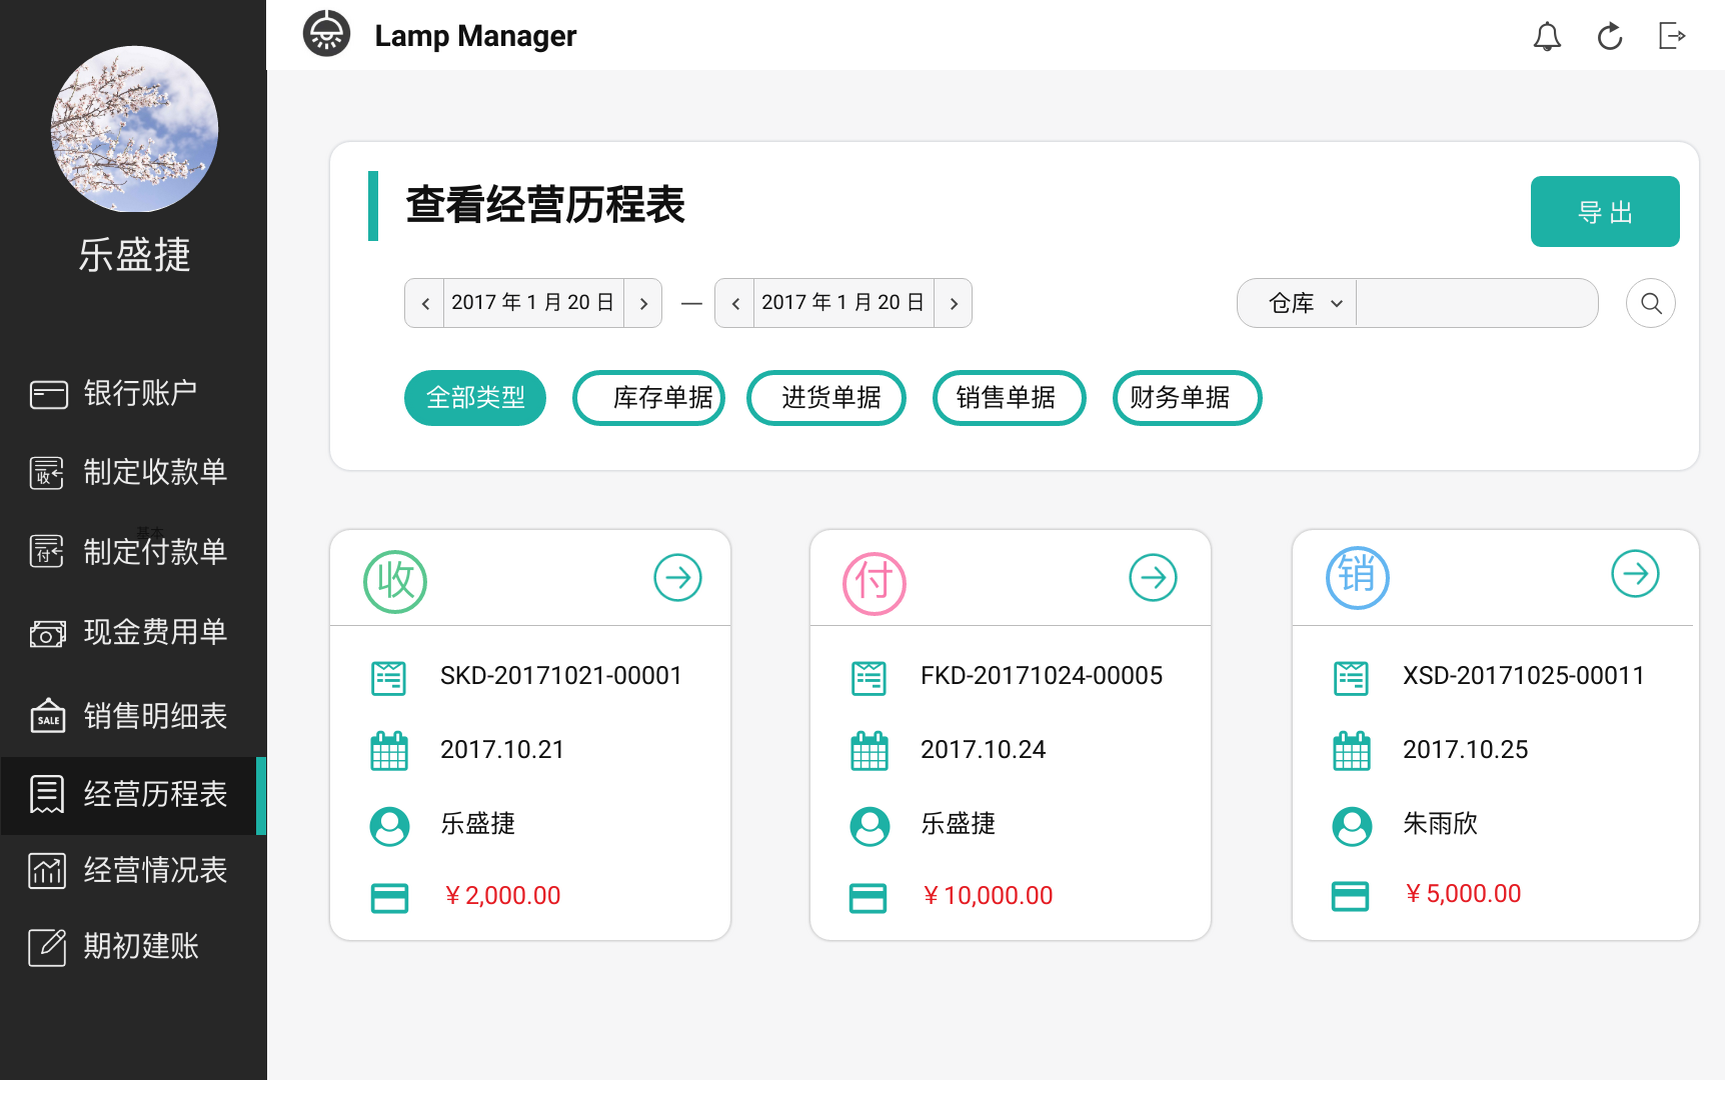 Lamp Manager
乐盛捷
银行账户
收
制定收款单
基本
付
制定付款单
现金费用单
SALE
销售明细表
经营历程表
经营情况表
期初建账
查看经营历程表
导出
2017 年 1 月 20 日 — 2017 年 1 月 20 日
仓库
全部类型 库存单据 进货单据 销售单据 财务单据
收
SKD-20171021-00001
2017.10.21
乐盛捷
¥ 2,000.00
付
FKD-20171024-00005
2017.10.24
乐盛捷
¥ 10,000.00
销
XSD-20171025-00011
2017.10.25
朱雨欣
¥ 5,000.00